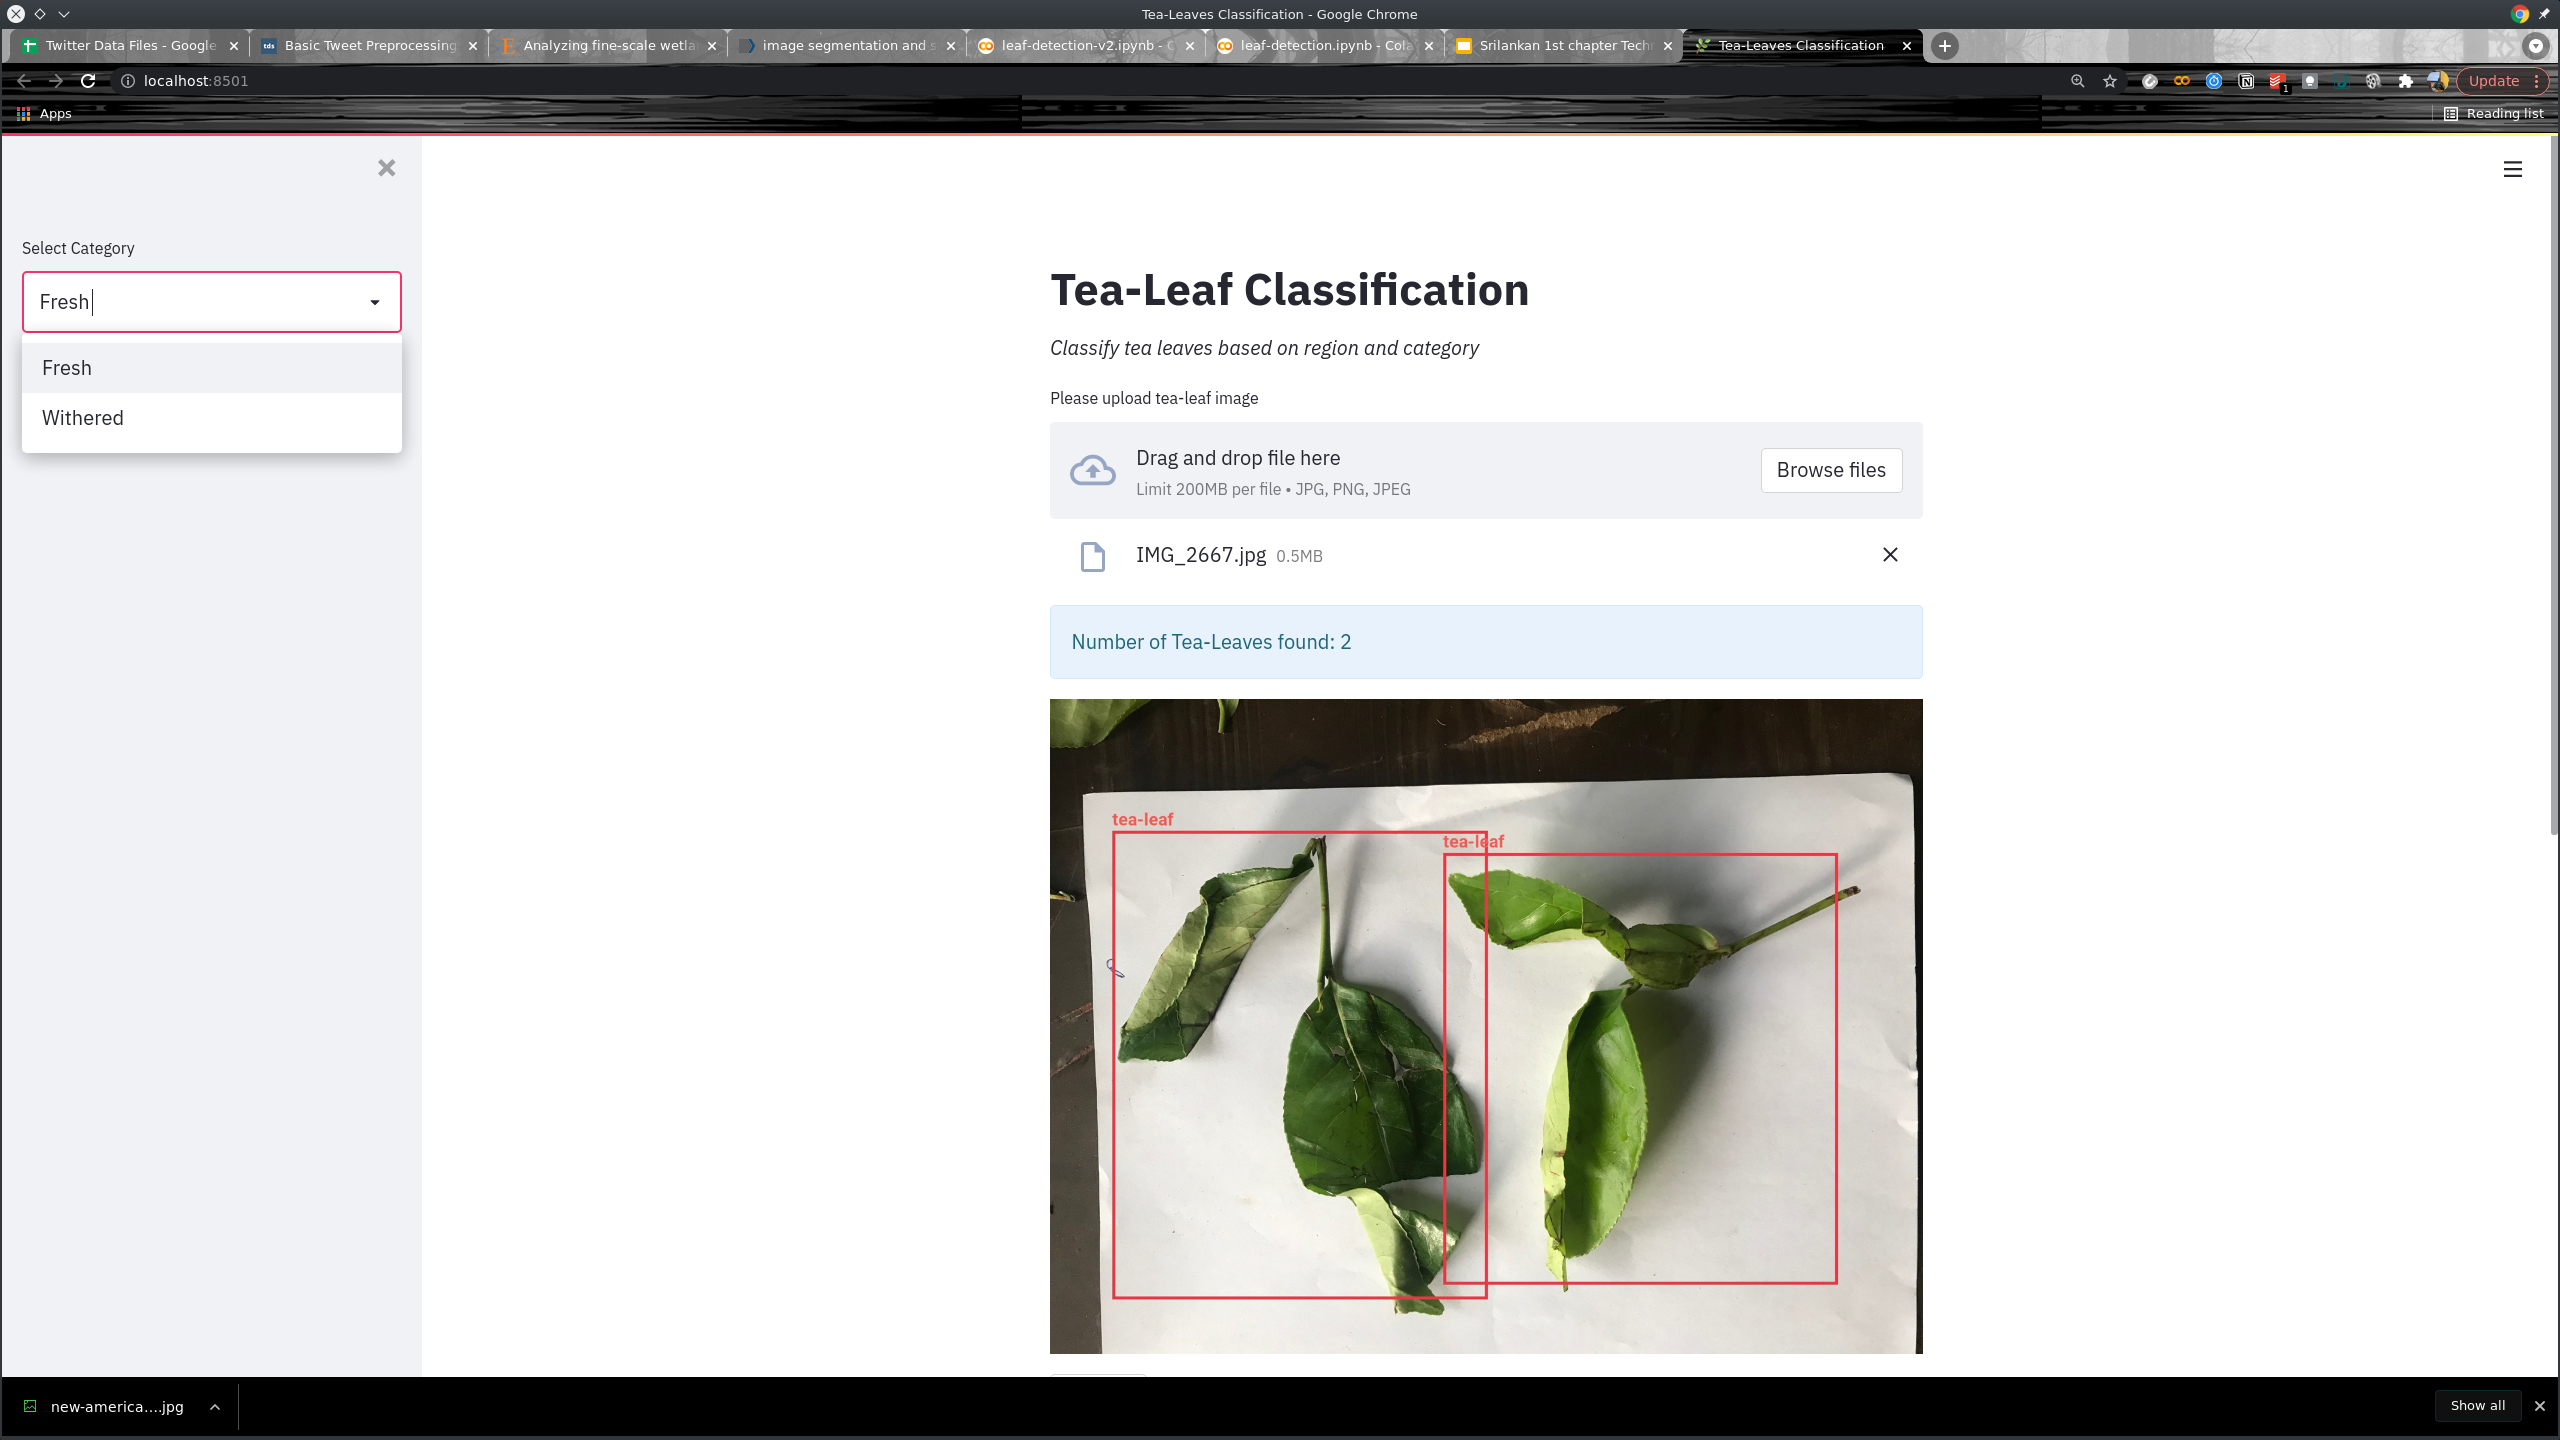 Tea-Leaves Classification - Google Chrome
Twitter Data Files - Google
tds Basic Tweet Preprocessing
Analyzing fine-scale wetla
image segmentation and s
leaf-detection-v2.ipynb - C
leaf-detection.ipynb - Cola
Srilankan 1st chapter Tech
Tea-Leaves Classification
localhost:8501
1
Update
Apps
Reading list
Select Category
Fresh
Fresh
Withered
Tea-Leaf Classification
Classify tea leaves based on region and category
Please upload tea-leaf image
Drag and drop file here
Limit 200MB per file • JPG, PNG, JPEG
Browse files
IMG_2667.jpg 0.5MB
Number of Tea-Leaves found: 2
tea-leaf
tea-leaf
new-america....jpg
Show all